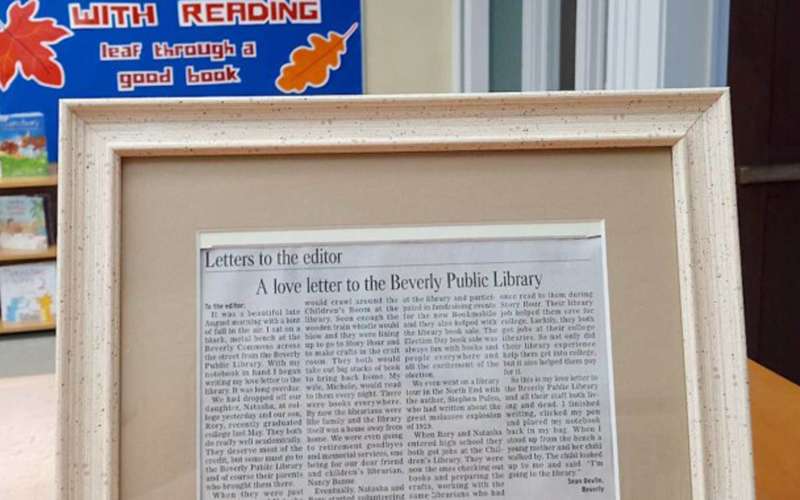 WITH READING
leaf through a
good book
Letters to the editor
A love letter to the Beverly Public Library
To the editor:
It was a beautiful late
August morning with a hint
of fall in the air. I sat on a
black, metal bench at the
Beverly Commons across
the street from the Beverly
Public Library. With my
notebook in hand I began
writing my love letter to the
library. It was long overdue.
We had dropped off our
daughter, Natasha, at col-
lege yesterday and our son,
Rory, recently graduated
college last May. They both
do really well academically.
They deserve most of the
credit, but some must go to
the Beverly Public Library
and of course their parents
who brought them there.
When they were just
would crawl around the
Children's Room at the
library. Soon enough the
wooden train whistle would
blow and they were lining
up to go to Story Hour and
to make crafts in the craft
room. They both would
take out big stacks of book
to bring back home. My
wife, Michele, would read
to them every night. There
were books everywhere.
By now the librarians were
like family and the library
itself was a home away from
home. We were even going
to retirement goodbyes
and memorial services, one
being for our dear friend
and children's librarian,
Nancy Bonne
Eventually, Natasha and
Rory started volunteering
at the library and partici-
pated in fundraising events
for the new Bookmobile
and they also helped with
the library book sale. The
Election Day book sale was
always fun with books and
people everywhere and
all the excitement of the
election.
We even went on a library
tour in the North End with
the author, Stephen Puleo,
who had written about the
great molasses explosion
of 1919.
When Rory and Natasha
entered high school they
both got jobs at the Chil-
dren's Library. They were
now the ones checking out
books and preparing the
crafts, working with the
same librarians who had
once read to them during
Story Hour. Their library
job helped them save for
college. Luckily, they both
got jobs at their college
libraries. So not only did
their library experience
help them get into college,
but it also helped them pay
for it.
So this is my love letter to
the Beverly Public Library
and all their staff both liv-
ing and dead. I finished
writing, clicked my pen
and placed my notebook
back in my bag. When I
stood up from the bench a
young mother and her child
walked by. The child looked
up to me and said "I'm
going to the library."
Sean Devlin,
Beverly